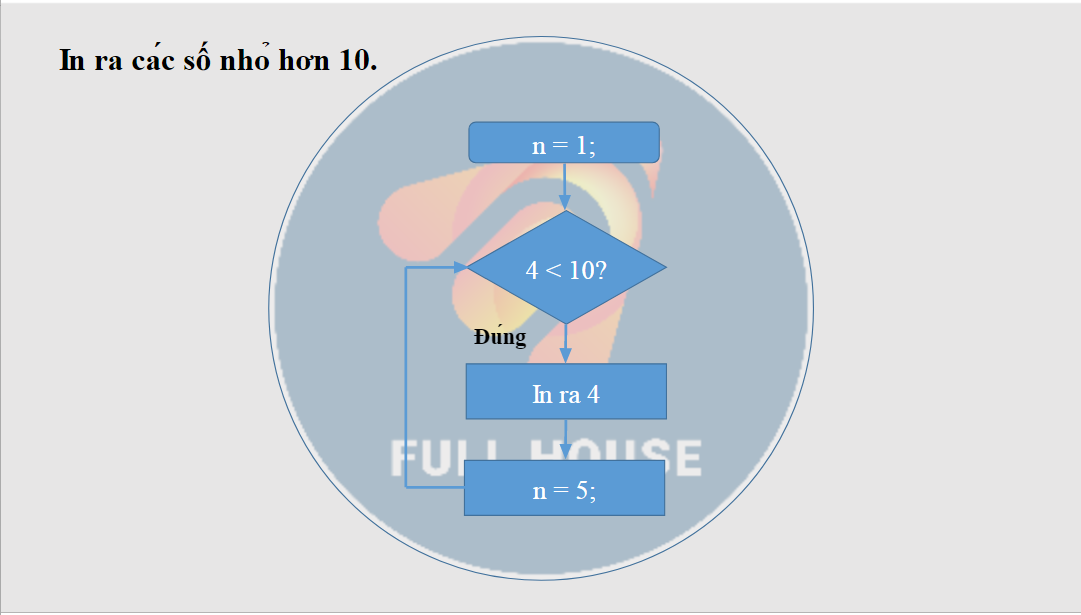 In ra các số nhỏ hơn 10.
n = 1;
4 < 10?
Đúng
In ra 4
FULL HOUSE
n = 5;